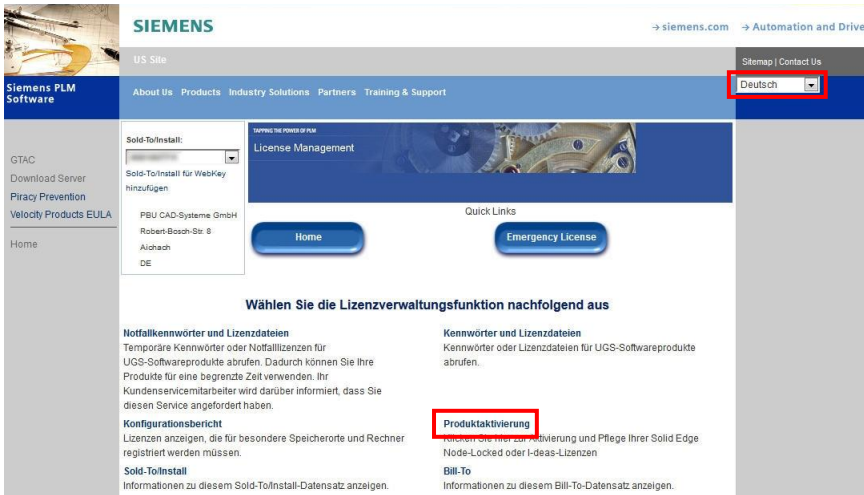 SIEMENS
→ siemens.com → Automation and Drive
US Site
Sitemap | Contact Us
Siemens PLM
Software
About Us Products Industry Solutions Partners Training & Support
Deutsch
GTAC
Download Server
Piracy Prevention
Velocity Products EULA
Home
Sold-To/Install:
Sold-To/Install für WebKey
hinzufügen
PBU CAD-Systeme GmbH
Robert-Bosch-Str. 8
Aichach
DE
TAPPING THE POWER OF PLM
License Management
Quick Links
Home
Emergency License
Wählen Sie die Lizenzverwaltungsfunktion nachfolgend aus
Notfallkennwörter und Lizenzdateien
Temporäre Kennwörter oder Notfalllizenzen für
UGS-Softwareprodukte abrufen. Dadurch können Sie Ihre
Produkte für eine begrenzte Zeit verwenden. Ihr
Kundenservicemitarbeiter wird darüber informiert, dass Sie
diesen Service angefordert haben.
Kennwörter und Lizenzdateien
Kennwörter oder Lizenzdateien für UGS-Softwareprodukte
abrufen.
Konfigurationsbericht
Lizenzen anzeigen, die für besondere Speicherorte und Rechner
registriert werden müssen.
Produktaktivierung
Klicken Sie hier zur Aktivierung und Pflege Ihrer Solid Edge
Node-Locked oder I-deas-Lizenzen
Sold-To/Install
Informationen zu diesem Sold-To/Install-Datensatz anzeigen.
Bill-To
Informationen zu diesem Bill-To-Datensatz anzeigen.